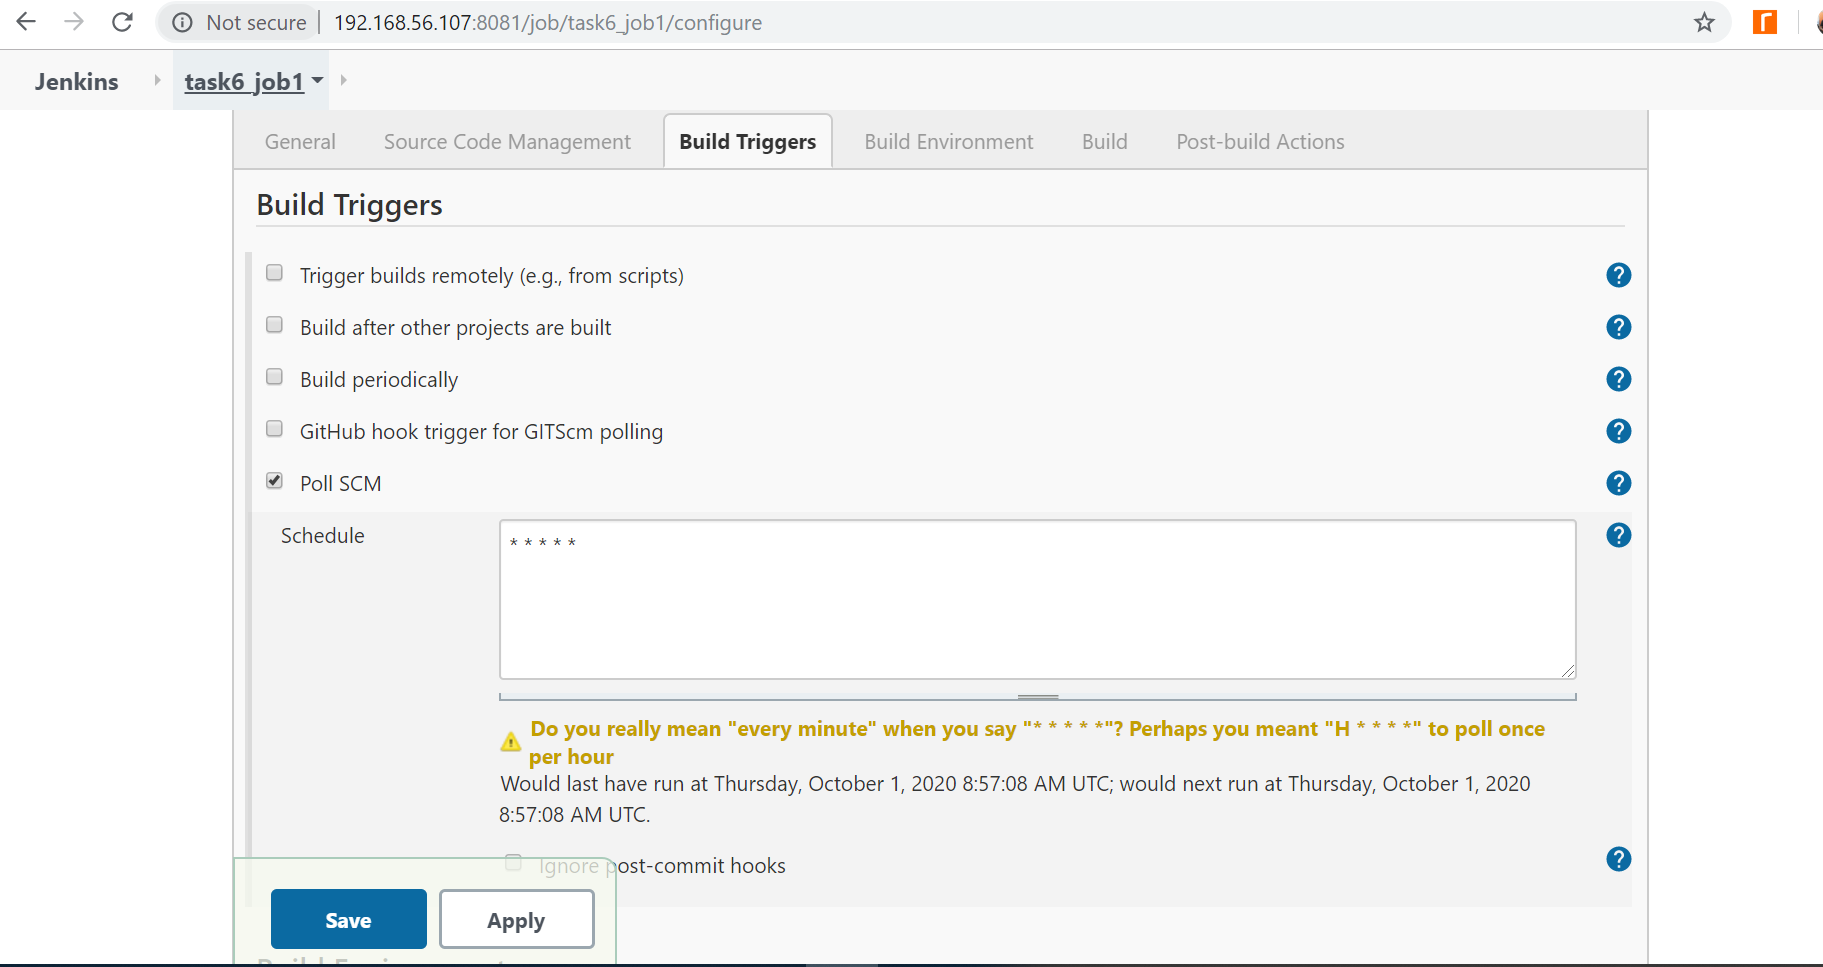 Not secure | 192.168.56.107:8081/job/task6_job1/configure
Jenkins task6_job1
General Source Code Management Build Triggers Build Environment Build Post-build Actions
Build Triggers
Trigger builds remotely (e.g., from scripts)
Build after other projects are built
Build periodically
GitHub hook trigger for GITScm polling
Poll SCM
Schedule
* * * * *
Do you really mean "every minute" when you say "* * * * *"? Perhaps you meant "H * * * *" to poll once
per hour
Would last have run at Thursday, October 1, 2020 8:57:08 AM UTC; would next run at Thursday, October 1, 2020
8:57:08 AM UTC.
Ignore post-commit hooks
Save Apply